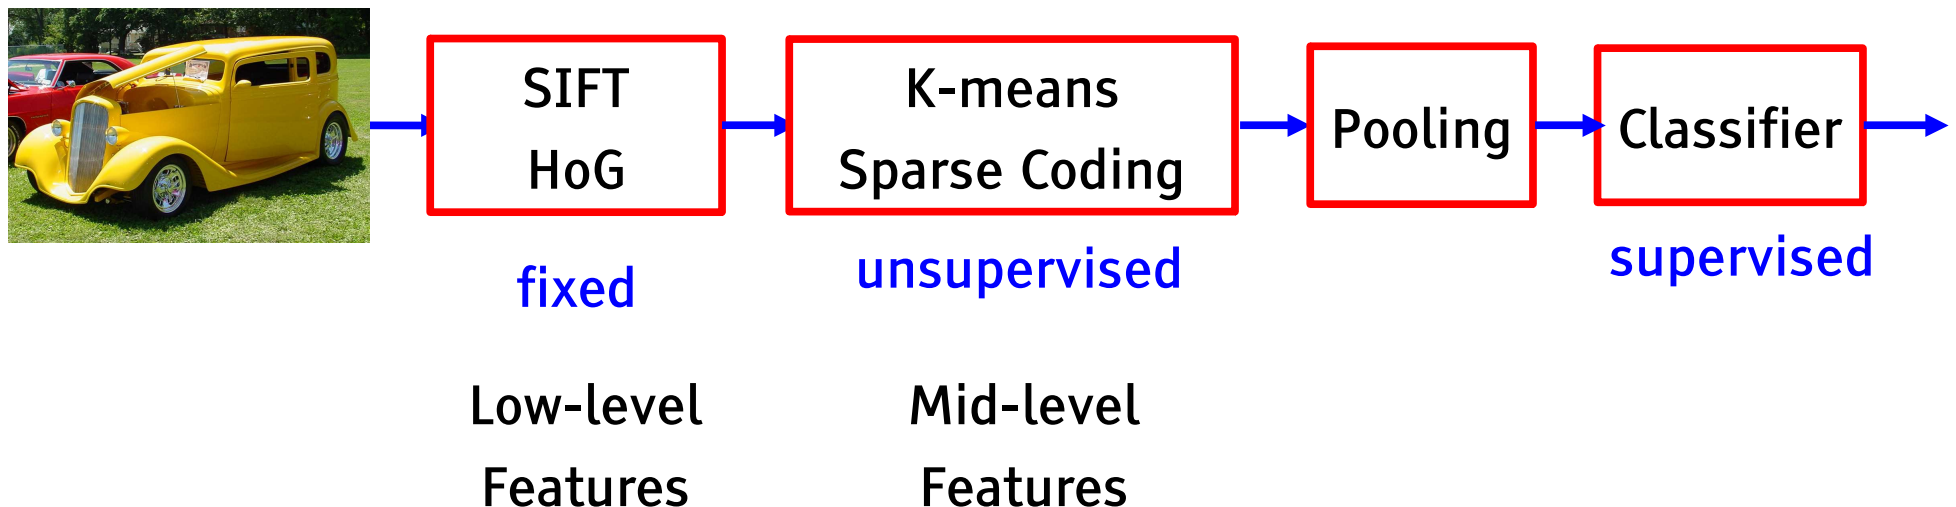 SIFT
HoG
K-means
Sparse Coding
Pooling
Classifier
fixed
unsupervised
supervised
Low-level
Features
Mid-level
Features